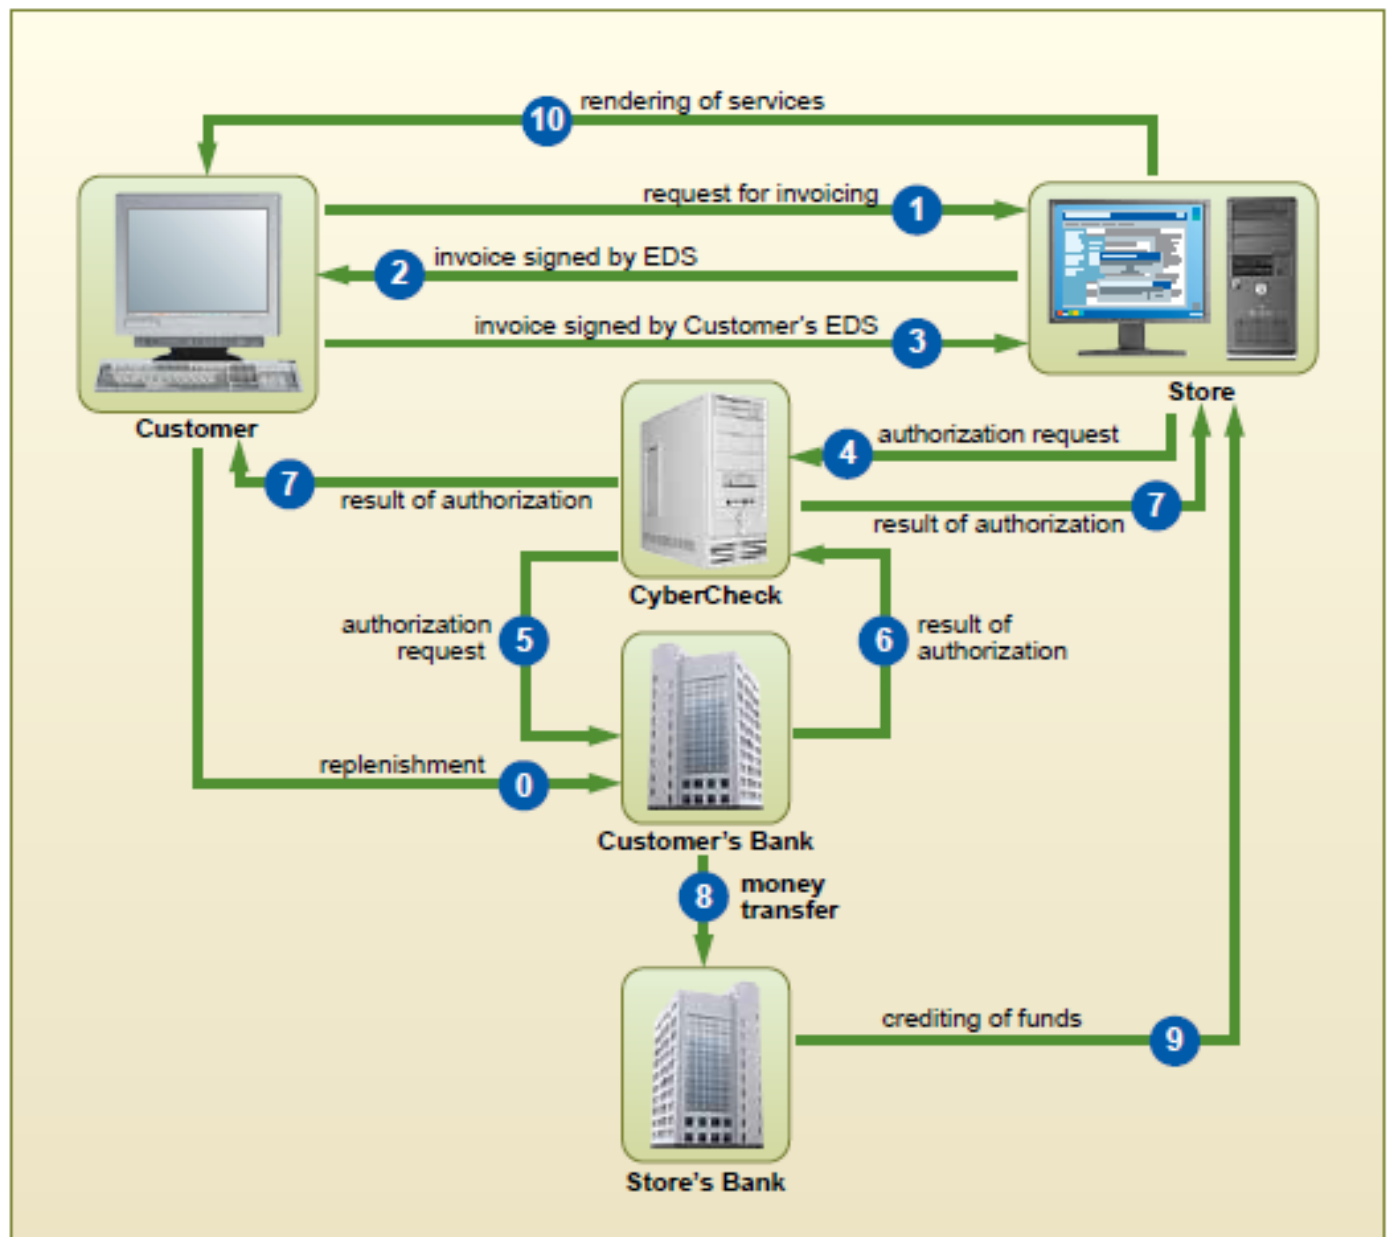 rendering of services
10
request for invoicing
1
invoice signed by EDS
2
invoice signed by Customer's EDS
3
Customer
Store
authorization request
4
7
result of authorization
7
result of authorization
CyberCheck
authorization
request
5
6
result of
authorization
replenishment
0
Customer's Bank
8
money
transfer
crediting of funds
9
Store's Bank